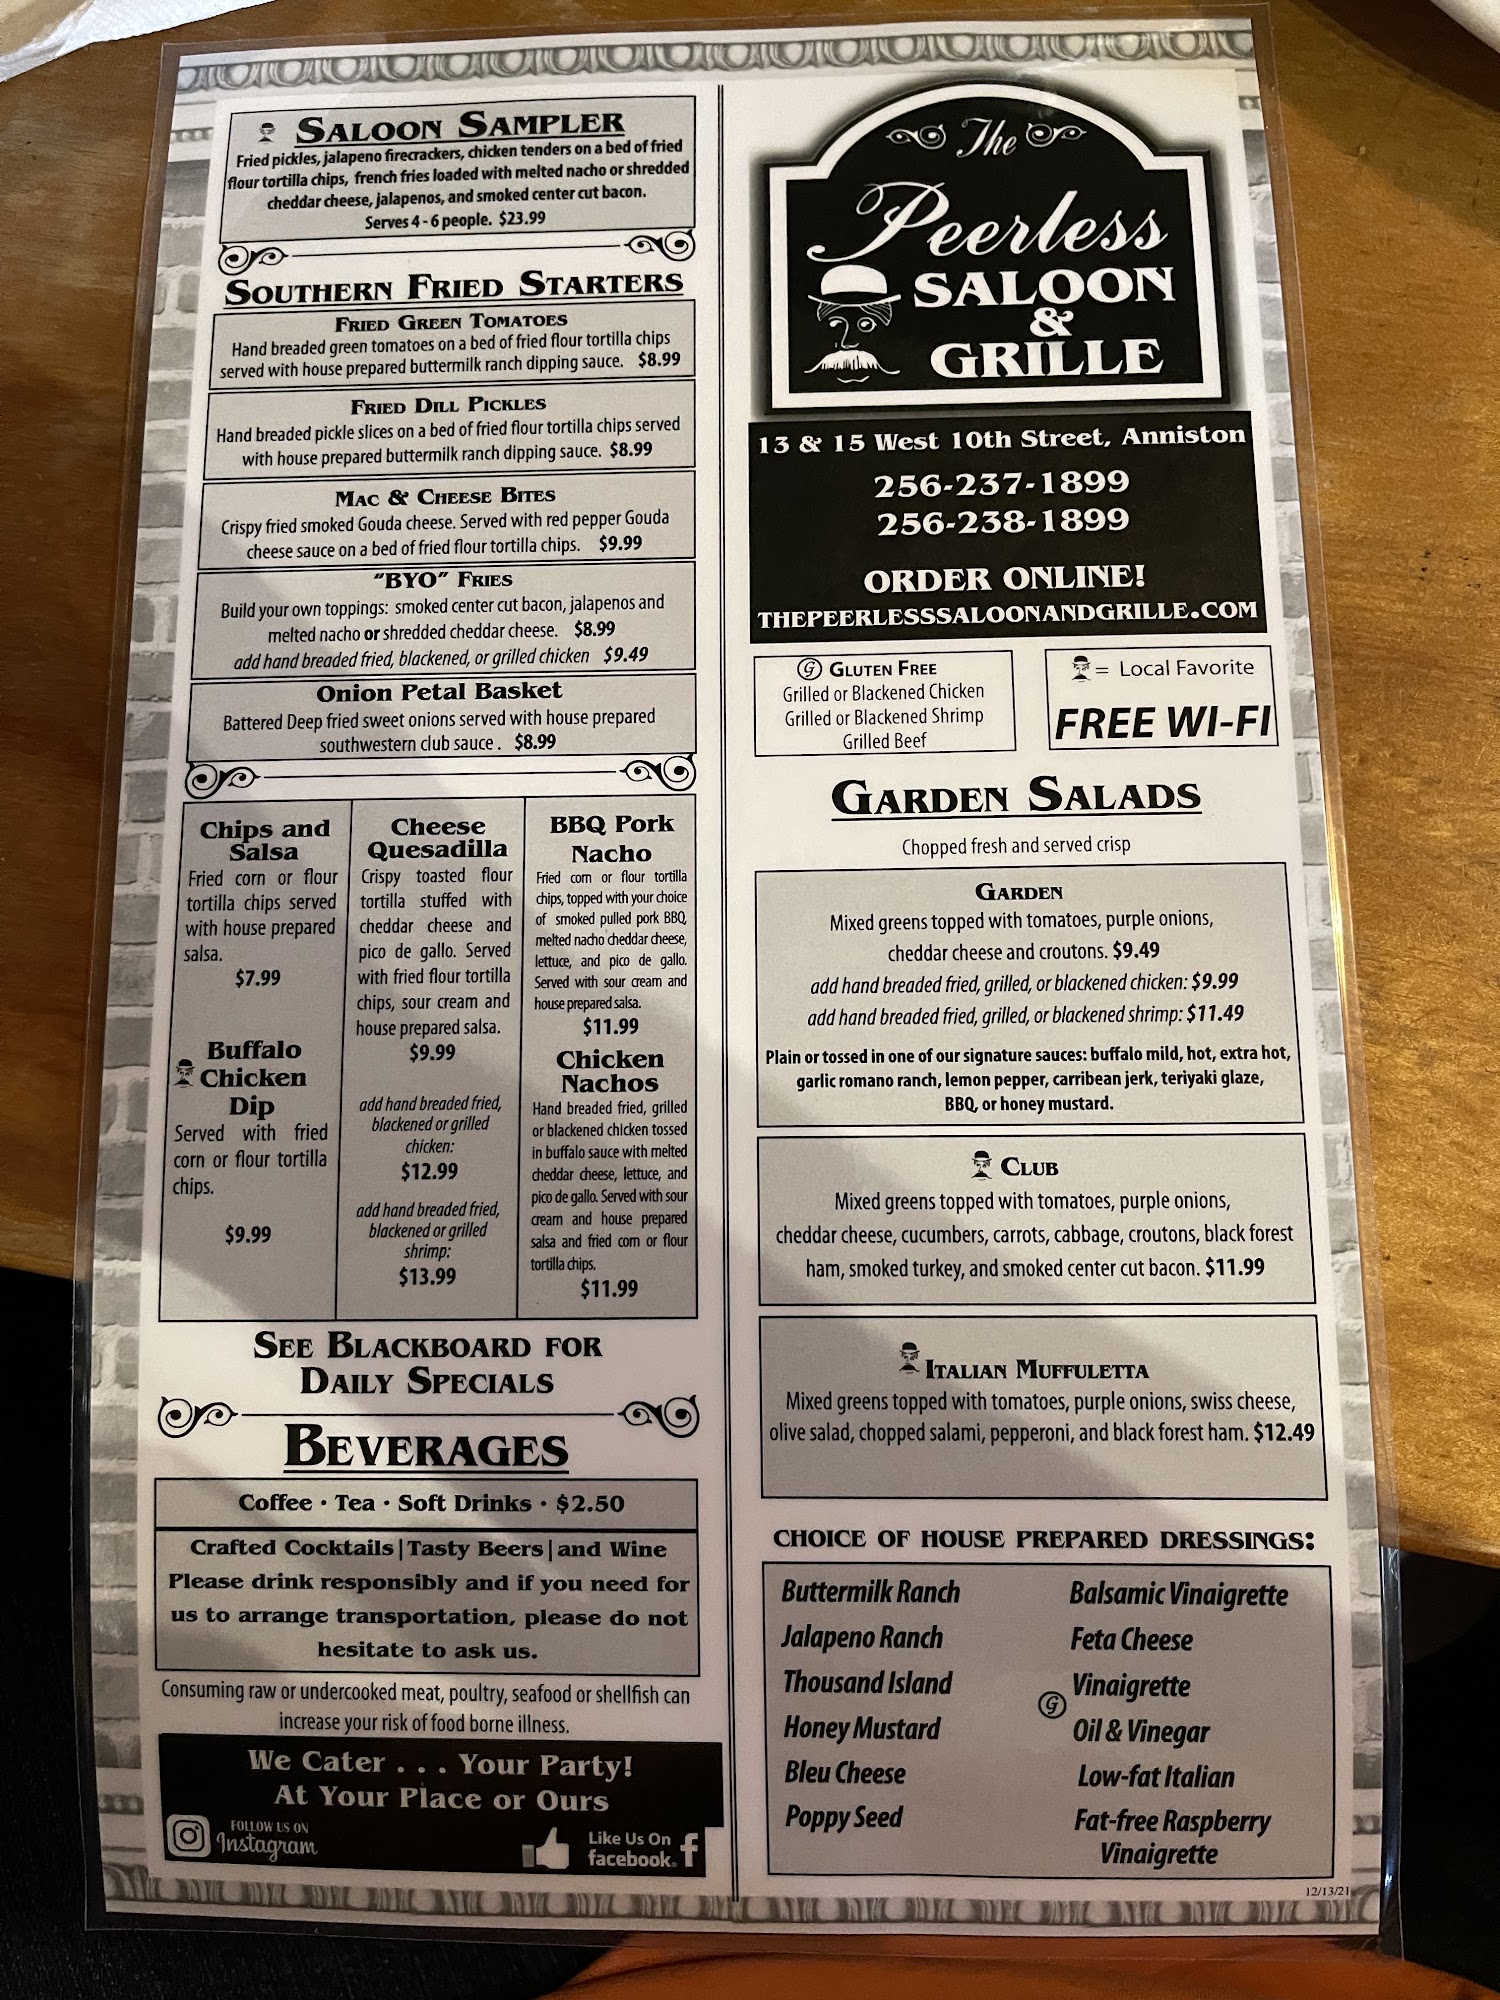 SALOON SAMPLER
Fried pickles, jalapeno firecrackers, chicken tenders on a bed of fried
flour tortilla chips, french fries loaded with melted nacho or shredded
cheddar cheese, jalapenos, and smoked center cut bacon.
Serves 4 - 6 people. $23.99
SOUTHERN FRIED STARTERS
FRIED GREEN TOMATOES
Hand breaded green tomatoes on a bed of fried flour tortilla chips
served with house prepared buttermilk ranch dipping sauce. $8.99
FRIED DILL PICKLES
Hand breaded pickle slices on a bed of fried flour tortilla chips served
with house prepared buttermilk ranch dipping sauce. $8.99
MAC & CHEESE BITES
Crispy fried smoked Gouda cheese. Served with red pepper Gouda
cheese sauce on a bed of fried flour tortilla chips. $9.99
"BYO" FRIES
Build your own toppings: smoked center cut bacon, jalapenos and
melted nacho or shredded cheddar cheese. $8.99
add hand breaded fried, blackened, or grilled chicken $9.49
Onion Petal Basket
Battered Deep fried sweet onions served with house prepared
southwestern club sauce . $8.99
Chips and
Salsa
Fried corn or flour
tortilla chips served
with house prepared
salsa.
$7.99
Buffalo
Chicken
Dip
Served with fried
corn or flour tortilla
chips.
$9.99
Cheese
Quesadilla
Crispy toasted flour
tortilla stuffed with
cheddar cheese and
pico de gallo. Served
with fried flour tortilla
chips, sour cream and
house prepared salsa.
$9.99
add hand breaded fried,
blackened or grilled
chicken:
$12.99
add hand breaded fried,
blackened or grilled
shrimp:
$13.99
BBQ Pork
Nacho
Fried corn or flour tortilla
chips, topped with your choice
of smoked pulled pork BBQ,
melted nacho cheddar cheese,
lettuce, and pico de gallo.
Served with sour cream and
house prepared salsa.
$11.99
Chicken
Nachos
Hand breaded fried, grilled
or blackened chicken tossed
in buffalo sauce with melted
cheddar cheese, lettuce, and
pico de gallo. Served with sour
cream and house prepared
salsa and fried corn or flour
tortilla chips.
$11.99
SEE BLACKBOARD FOR
DAILY SPECIALS
BEVERAGES
Coffee • Tea • Soft Drinks • $2.50
Crafted Cocktails|Tasty Beers|and Wine
Please drink responsibly and if you need for
us to arrange transportation, please do not
hesitate to ask us.
Consuming raw or undercooked meat, poultry, seafood or shellfish can
increase your risk of food borne illness.
We Cater . . . Your Party!
At Your Place or Ours
FOLLOW US ON
Instagram
Like Us On
facebook.
f
The
Peerless
SALOON
&
GRILLE
13 & 15 West 10th Street, Anniston
256-237-1899
256-238-1899
ORDER ONLINE!
THEPEERLESSSALOONANDGRILLE.COM
G GLUTEN FREE
Grilled or Blackened Chicken
Grilled or Blackened Shrimp
Grilled Beef
= Local Favorite
FREE WI-FI
GARDEN SALADS
Chopped fresh and served crisp
GARDEN
Mixed greens topped with tomatoes, purple onions,
cheddar cheese and croutons. $9.49
add hand breaded fried, grilled, or blackened chicken: $9.99
add hand breaded fried, grilled, or blackened shrimp: $11.49
Plain or tossed in one of our signature sauces: buffalo mild, hot, extra hot,
garlic romano ranch, lemon pepper, carribean jerk, teriyaki glaze,
BBQ, or honey mustard.
CLUB
Mixed greens topped with tomatoes, purple onions,
cheddar cheese, cucumbers, carrots, cabbage, croutons, black forest
ham, smoked turkey, and smoked center cut bacon. $11.99
ITALIAN MUFFULETTA
Mixed greens topped with tomatoes, purple onions, swiss cheese,
olive salad, chopped salami, pepperoni, and black forest ham. $12.49
CHOICE OF HOUSE PREPARED DRESSINGS:
Buttermilk Ranch
Jalapeno Ranch
Thousand Island
Honey Mustard
Bleu Cheese
Poppy Seed
Balsamic Vinaigrette
Feta Cheese
Vinaigrette
G
Oil & Vinegar
Low-fat Italian
Fat-free Raspberry
Vinaigrette
12/13/21